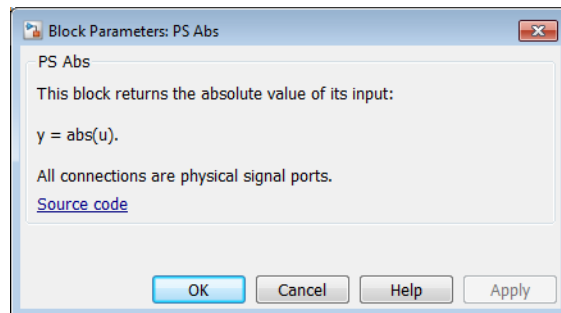 Block Parameters: PS Abs
PS Abs
This block returns the absolute value of its input:
y = abs(u).
All connections are physical signal ports.
Source code
OK Cancel Help Apply